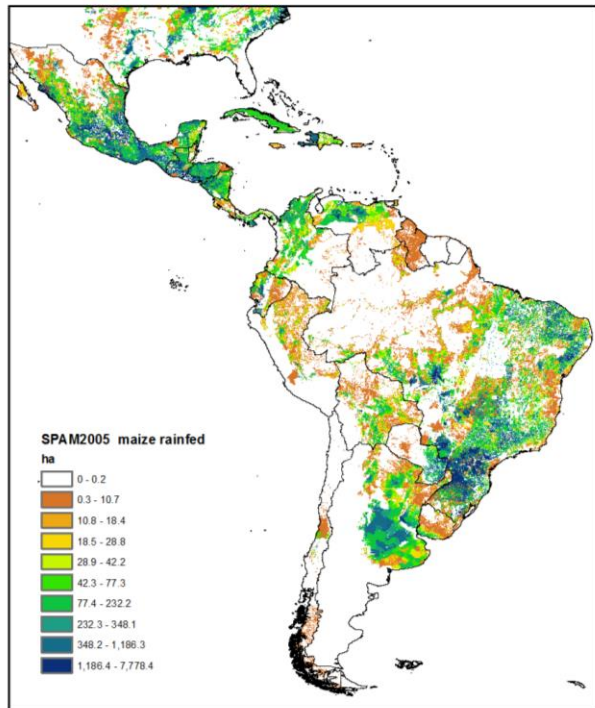 SPAM2005 maize rainfed
ha
0 - 0.2
0.3 - 10.7
10.8 - 18.4
18.5 - 28.8
28.9 - 42.2
42.3 - 77.3
77.4 - 232.2
232.3 - 348.1
348.2 - 1,186.3
1,186.4 - 7,778.4